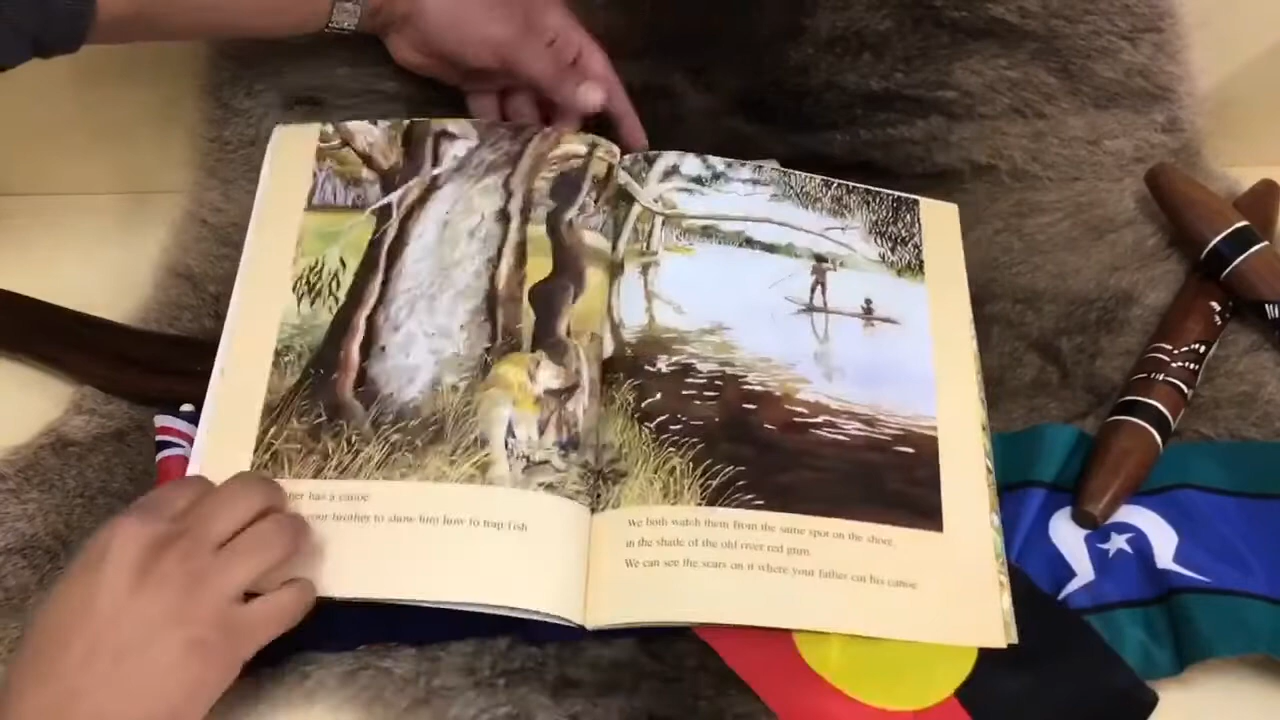 has a canoe
your brother to show him how to trap fish
We both watch them from the same spot on the shore,
in the shade of the old river red gum.
We can see the scars on it where your father cut his canoe.